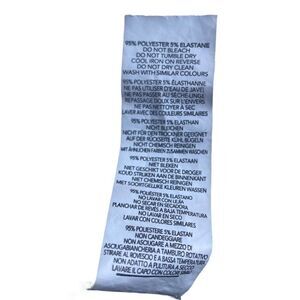 95% POLYESTER 5% ELASTANE
DO NOT BLEACH
DO NOT TUMBLE DRY
COOL IRON ON REVERSE
DO NOT DRY CLEAN
WASH WITH SIMILAR COLOURS
95% POLYESTER 5% ELASTHANNE
NE PAS UTILISER D'EAU DE JAVEL
NE PAS PASSER AU SECHE-LINGE
REPASSAGE DOUX SUR L'ENVERS
NE PAS NETTOYER A SEC
LAVER AVEC DES COULEURS SIMILAIRES
95% POLYESTER 5% ELASTHAN
NICHT BLEICHEN
NICHT FÜR DEN TROCKNER GEEIGNET
AUF DER RÜCKSEITE KÜHL BÜGELN
NICHT CHEMISCH REINIGEN
MIT ÄHNLICHEN FARBEN ZUSAMMEN WASCHEN
95% POLYESTER 5% ELASTAAN
NIET BLEKEN
NIET GESCHIKT VOOR DE DROGER
KOUD STRIJKEN AAN DE BINNENKANT
NIET CHEMISCH REINIGEN
MET SOORTGELIJKE KLEUREN WASSEN
95% POLIÉSTER 5% ELASTANO
NO LAVAR CON LEJÍA
NO SECAR EN SECADORA
PLANCHAR DE REVÉS A BAJA TEMPERATURA
NO LAVAR EN SECO
LAVAR CON COLORES SIMILARES
95% POLIESTERE 5% ELASTAN
NON CANDEGGIARE
NON ASCIUGARE A MEZZO DI
ASCIUGABIANCHERIA A TAMBURO ROTATIVO
STIRARE AL ROVESCIO E A BASSA TEMPERATURA
NON ADATTO A PULITURA A SECCO
LAVARE IL CAPO CON COLORI SIMILI